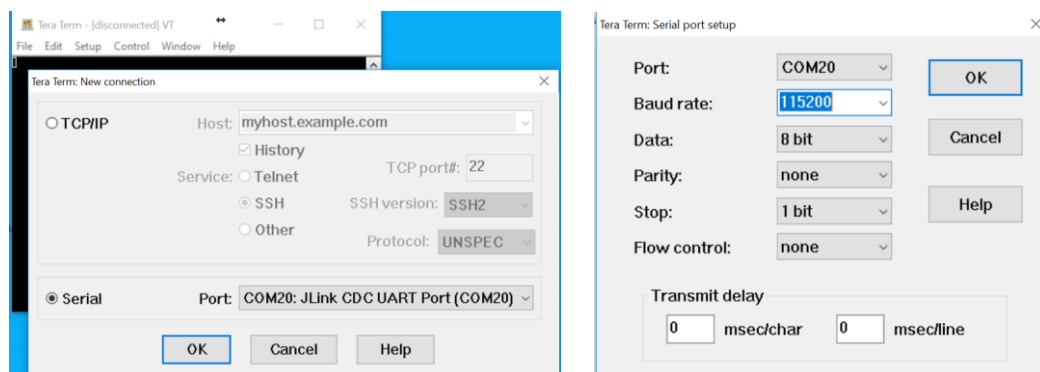 Tera Term - [disconnected] VT
File Edit Setup Control Window Help
Tera Term: New connection
TCP/IP
Host: myhost.example.com
History
Service: Telnet
TCP port#: 22
SSH
SSH version: SSH2
Other
Protocol: UNSPEC
Serial
Port: COM20: JLink CDC UART Port (COM20)
OK Cancel Help
Tera Term: Serial port setup
Port: COM20
OK
Baud rate: 115200
Data: 8 bit
Cancel
Parity: none
Stop: 1 bit
Help
Flow control: none
Transmit delay
0 msec/char 0 msec/line